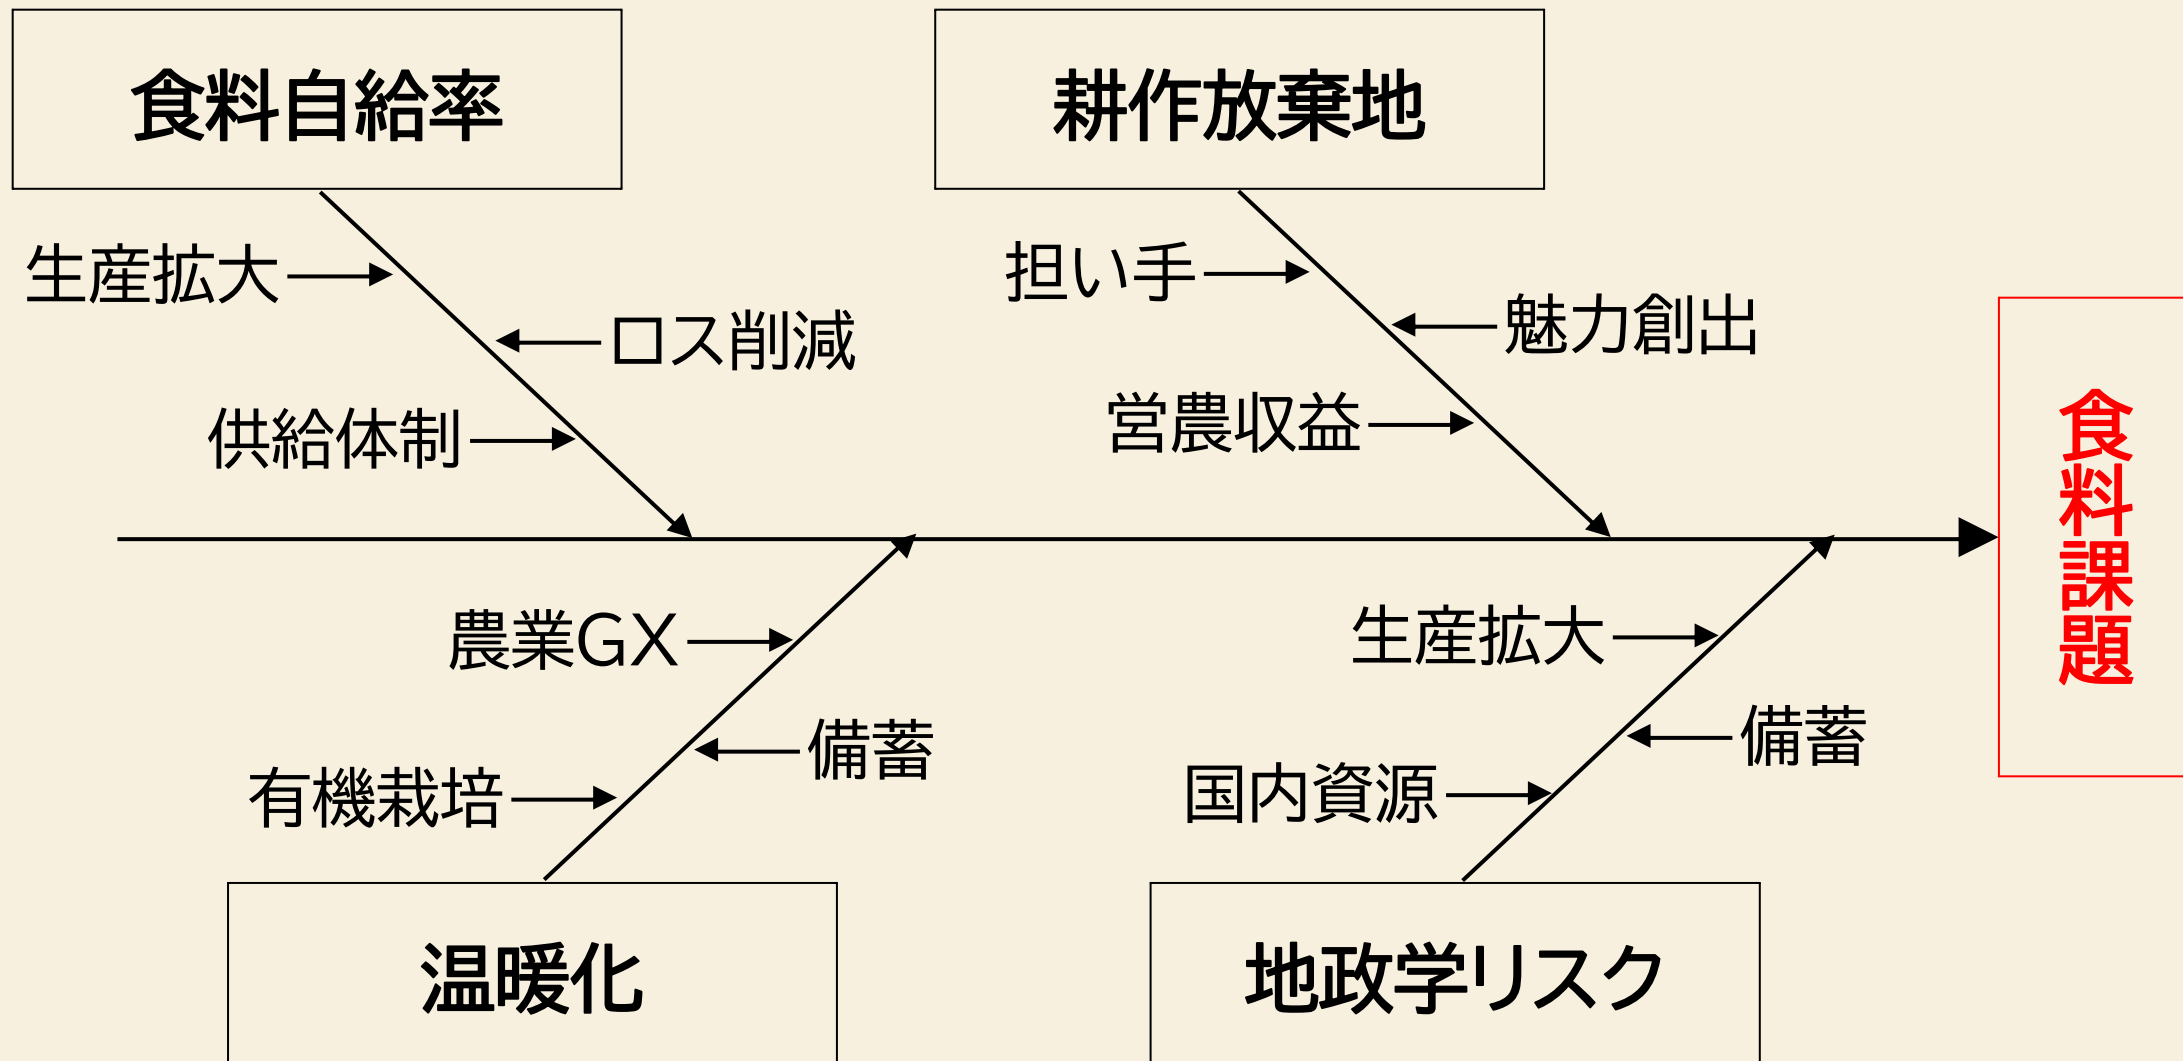 食料自給率
耕作放棄地
生産拡大
ロス削減
供給体制
担い手
魅力創出
営農収益
食料課題
農業GX
備蓄
有機栽培
生産拡大
備蓄
国内資源
温暖化
地政学リスク